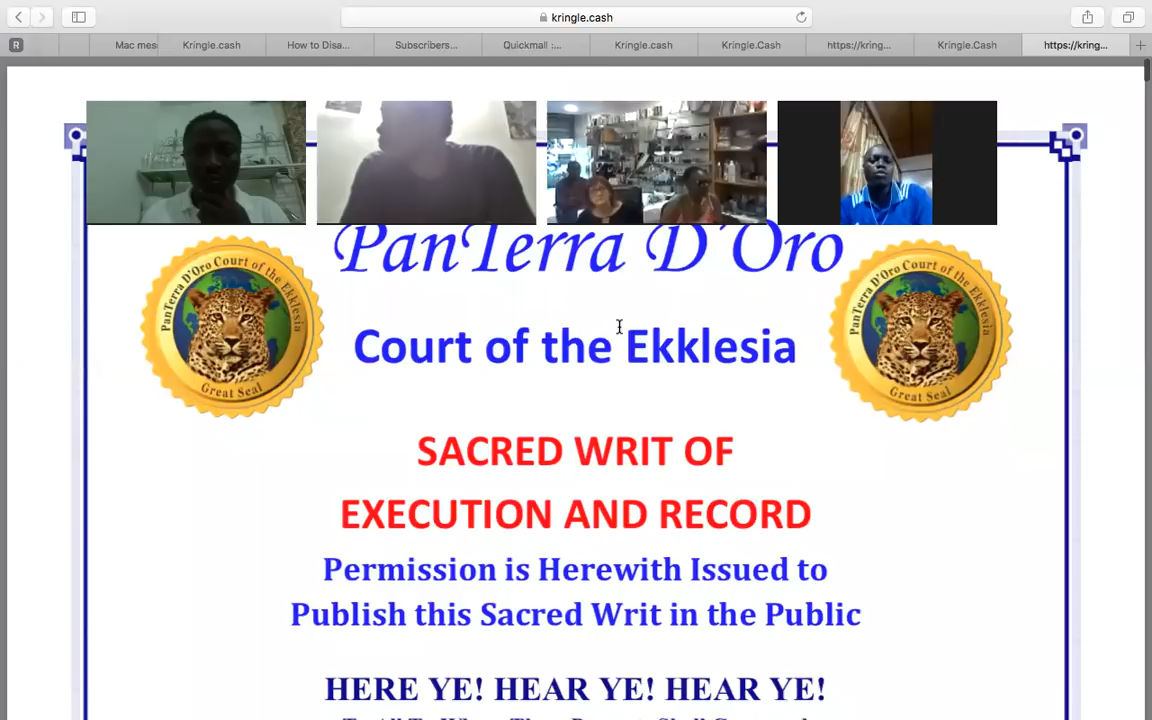 kringle.cash
R
Mac mes
Kringle.cash
How to Disa...
Subscribers...
Quickmall :...
Kringle.cash
Kringle.Cash
https://kring...
Kringle.Cash
https://kring...
PanTerra D'Oro
PanTerra D'Oro Court of the Ekklesia
Great Seal
PanTerra D'Oro Court of the Ekklesia
Great Seal
Court of the Ekklesia
SACRED WRIT OF
EXECUTION AND RECORD
Permission is Herewith Issued to
Publish this Sacred Writ in the Public
HERE YE! HEAR YE! HEAR YE!